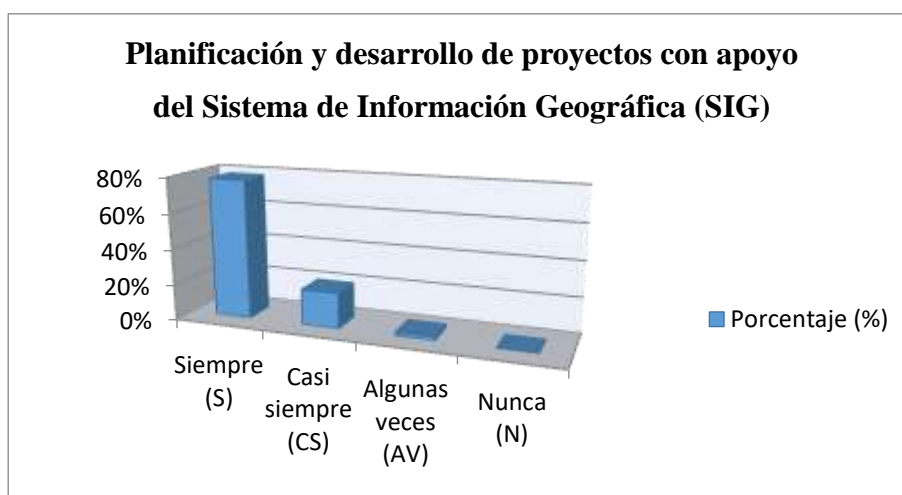 Planificación y desarrollo de proyectos con apoyo
del Sistema de Información Geográfica (SIG)
80%
60%
40%
20%
0%
Siempre
(S)
Casi
siempre
(CS)
Algunas
veces
(AV)
Nunca
(N)
Porcentaje (%)